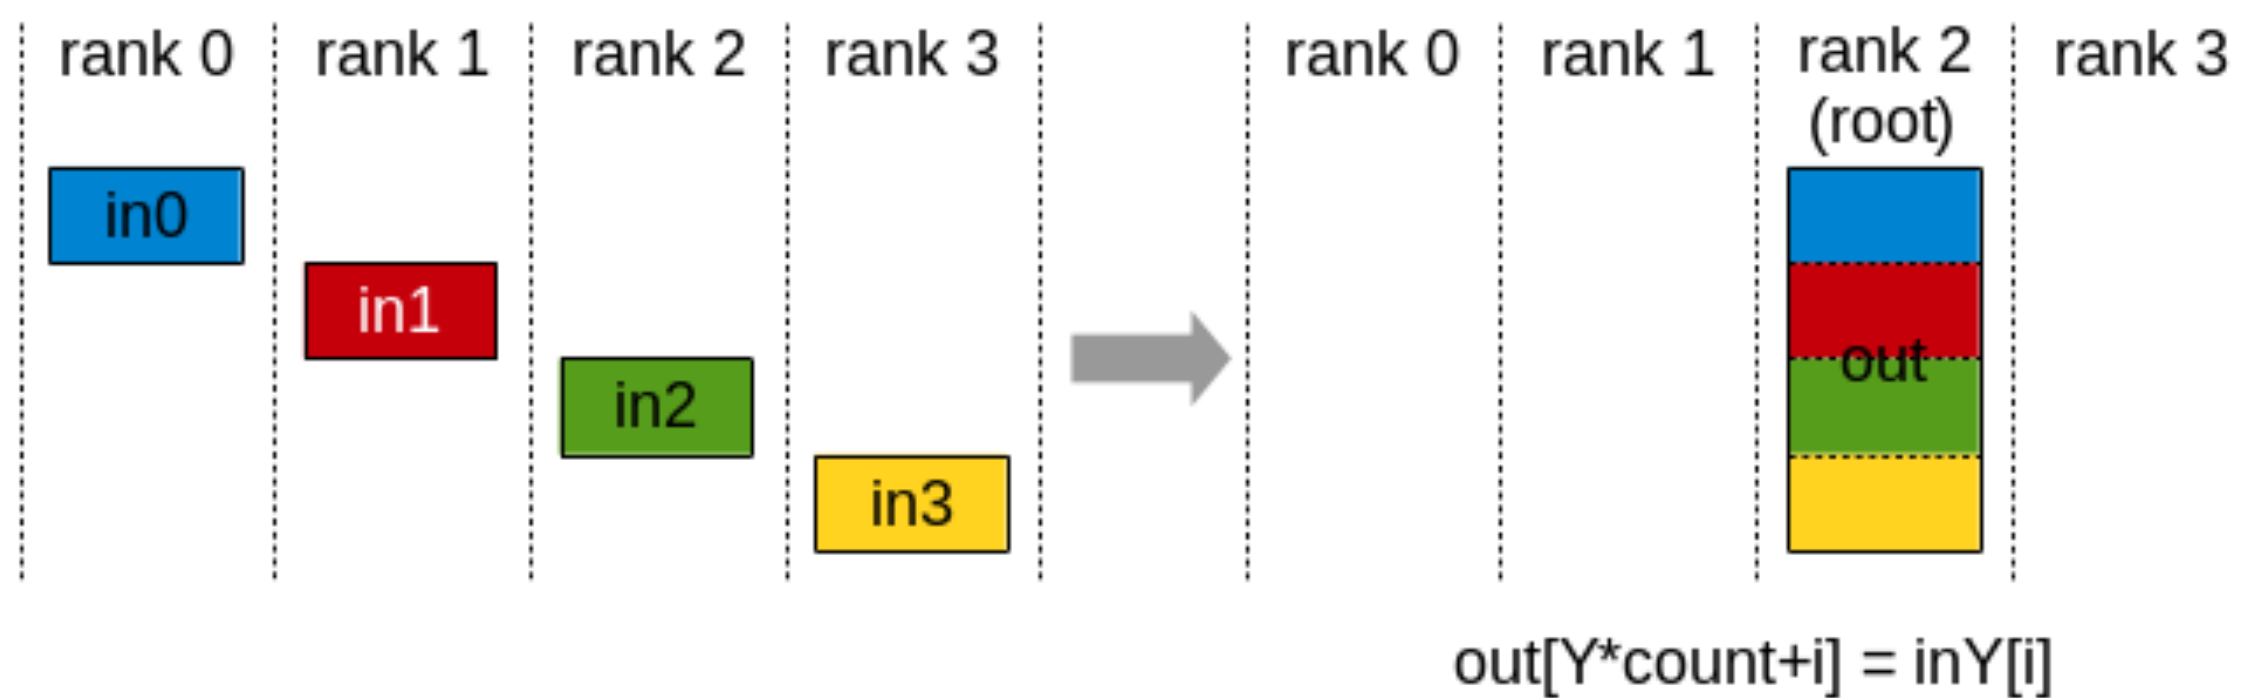 rank 0 rank 1 rank 2 rank 3 rank 0 rank 1 rank 2 rank 3
(root)
in0
in1
in2
in3
out
out[Y*count+i] = inY[i]